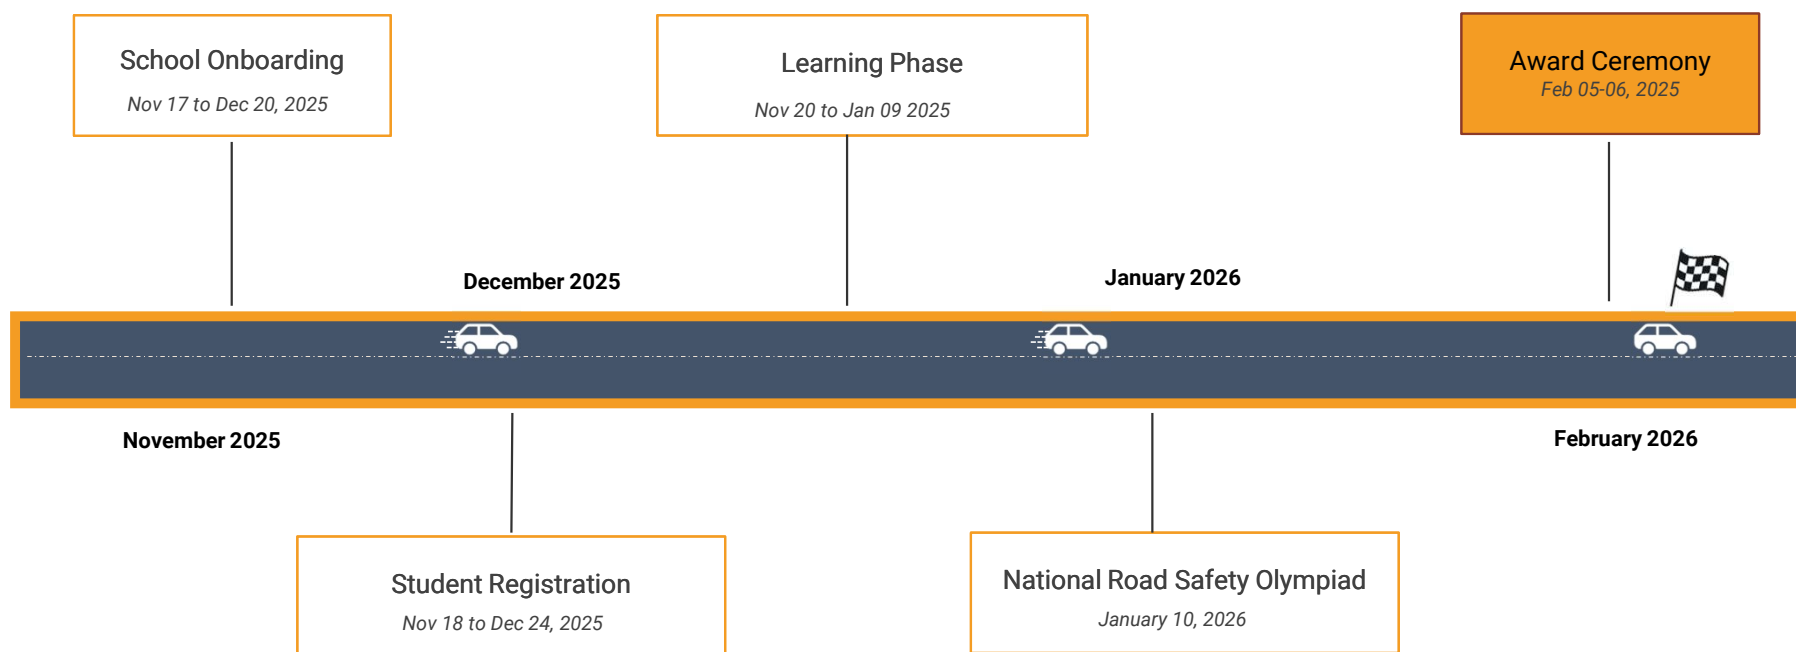 School Onboarding
Nov 17 to Dec 20, 2025
Learning Phase
Nov 20 to Jan 09 2025
Award Ceremony
Feb 05-06, 2025
December 2025
January 2026
November 2025
February 2026
Student Registration
Nov 18 to Dec 24, 2025
National Road Safety Olympiad
January 10, 2026